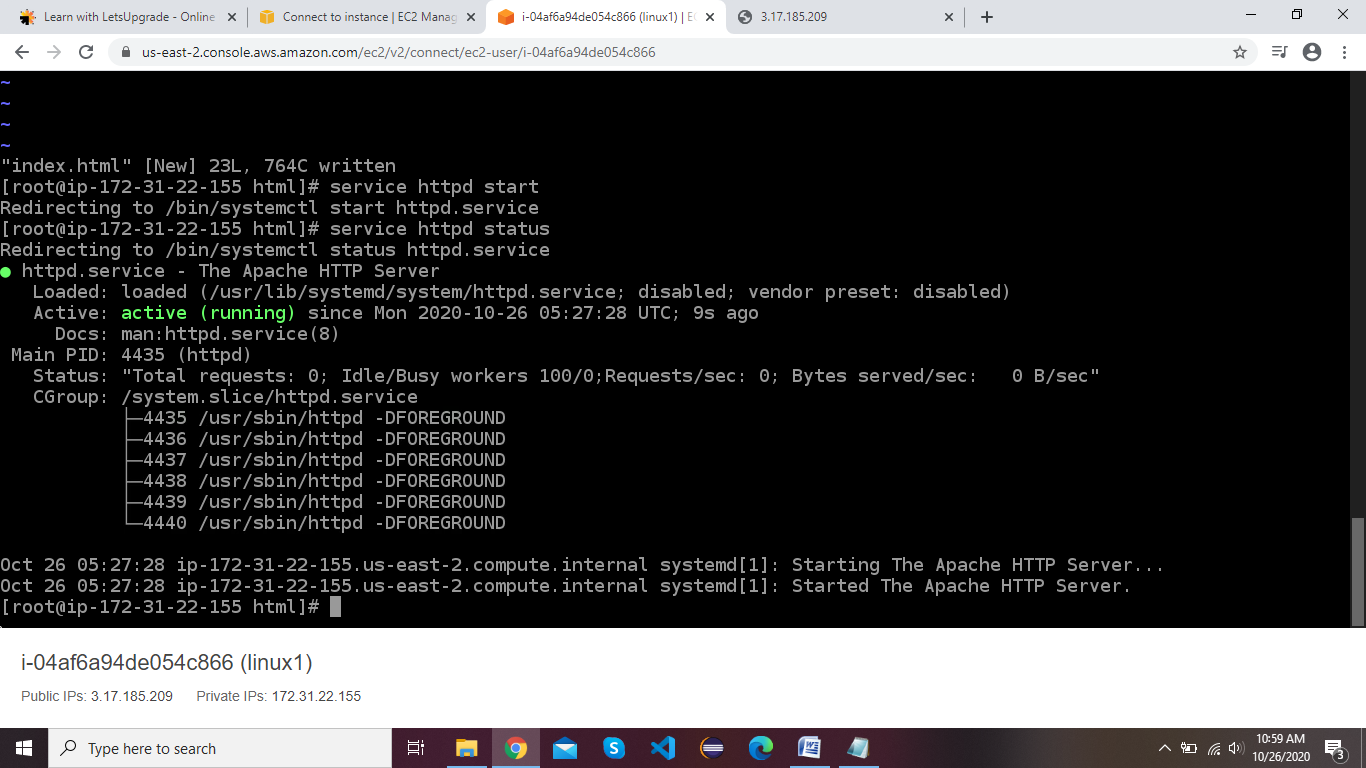 Learn with LetsUpgrade - Online
Connect to instance | EC2 Manag
i-04af6a94de054c866 (linux1) | EC
3.17.185.209
us-east-2.console.aws.amazon.com/ec2/v2/connect/ec2-user/i-04af6a94de054c866
~
~
~
~
"index.html" [New] 23L, 764C written
[root@ip-172-31-22-155 html]# service httpd start
Redirecting to /bin/systemctl start httpd.service
[root@ip-172-31-22-155 html]# service httpd status
Redirecting to /bin/systemctl status httpd.service
● httpd.service - The Apache HTTP Server
Loaded: loaded (/usr/lib/systemd/system/httpd.service; disabled; vendor preset: disabled)
Active: active (running) since Mon 2020-10-26 05:27:28 UTC; 9s ago
Docs: man:httpd.service(8)
Main PID: 4435 (httpd)
Status: "Total requests: 0; Idle/Busy workers 100/0;Requests/sec: 0; Bytes served/sec:   0 B/sec"
CGroup: /system.slice/httpd.service
├─4435 /usr/sbin/httpd -DFOREGROUND
├─4436 /usr/sbin/httpd -DFOREGROUND
├─4437 /usr/sbin/httpd -DFOREGROUND
├─4438 /usr/sbin/httpd -DFOREGROUND
├─4439 /usr/sbin/httpd -DFOREGROUND
└─4440 /usr/sbin/httpd -DFOREGROUND
Oct 26 05:27:28 ip-172-31-22-155.us-east-2.compute.internal systemd[1]: Starting The Apache HTTP Server...
Oct 26 05:27:28 ip-172-31-22-155.us-east-2.compute.internal systemd[1]: Started The Apache HTTP Server.
[root@ip-172-31-22-155 html]#
i-04af6a94de054c866 (linux1)
Public IPs: 3.17.185.209 Private IPs: 172.31.22.155
Type here to search
10:59 AM
10/26/2020
3